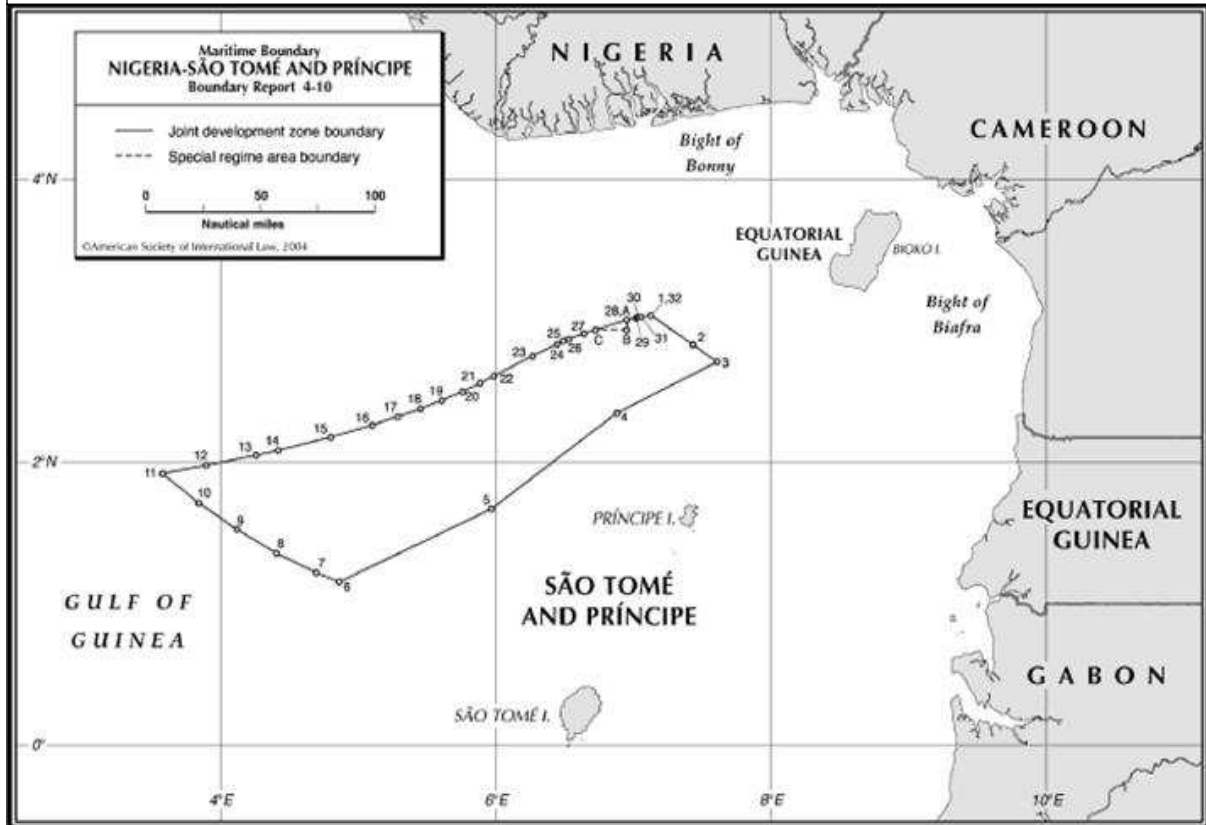 Maritime Boundary
NIGERIA-SÃO TOMÉ AND PRÍNCIPE
Boundary Report 4-10
Joint development zone boundary
Special regime area boundary
0 50 100
Nautical miles
©American Society of International Law, 2004
NIGERIA
CAMEROON
Bight of
Bonny
4°N
EQUATORIAL
GUINEA
BIOKO I.
Bight of
Biafra
30
1,32
28,A
27
25
31
29
B
C
26
24
23
2
3
22
21
20
19
18
17
16
15
14
13
12
11
4
2°N
10
9
8
7
6
5
PRÍNCIPE I.
EQUATORIAL
GUINEA
SÃO TOMÉ
AND PRÍNCIPE
GULF OF
GUINEA
GABON
SÃO TOMÉ I.
0°
4°E 6°E 8°E 10°E